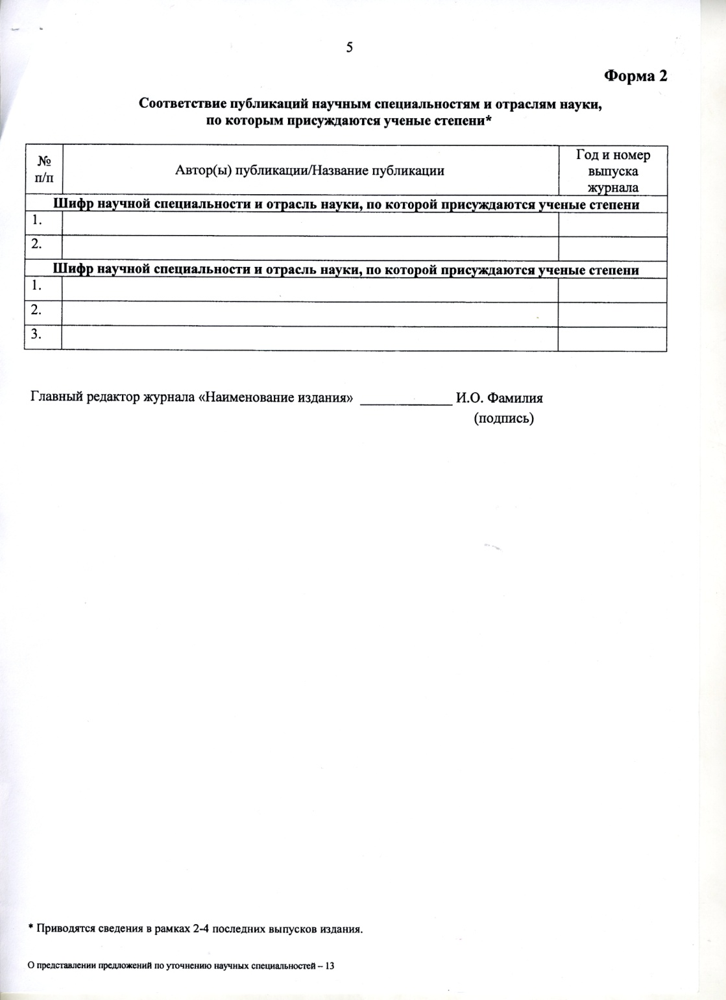 5
Форма 2
Соответствие публикаций научным специальностям и отраслям науки,
по которым присуждаются ученые степени*
№
п/п
Автор(ы) публикации/Название публикации
Год и номер
выпуска
журнала
Шифр научной специальности и отрасль науки, по которой присуждаются ученые степени
1.
2.
Шифр научной специальности и отрасль науки, по которой присуждаются ученые степени
1.
2.
3.
Главный редактор журнала «Наименование издания» _____________ И.О. Фамилия
(подпись)
* Приводятся сведения в рамках 2-4 последних выпусков издания.
О представлении предложений по уточнению научных специальностей – 13